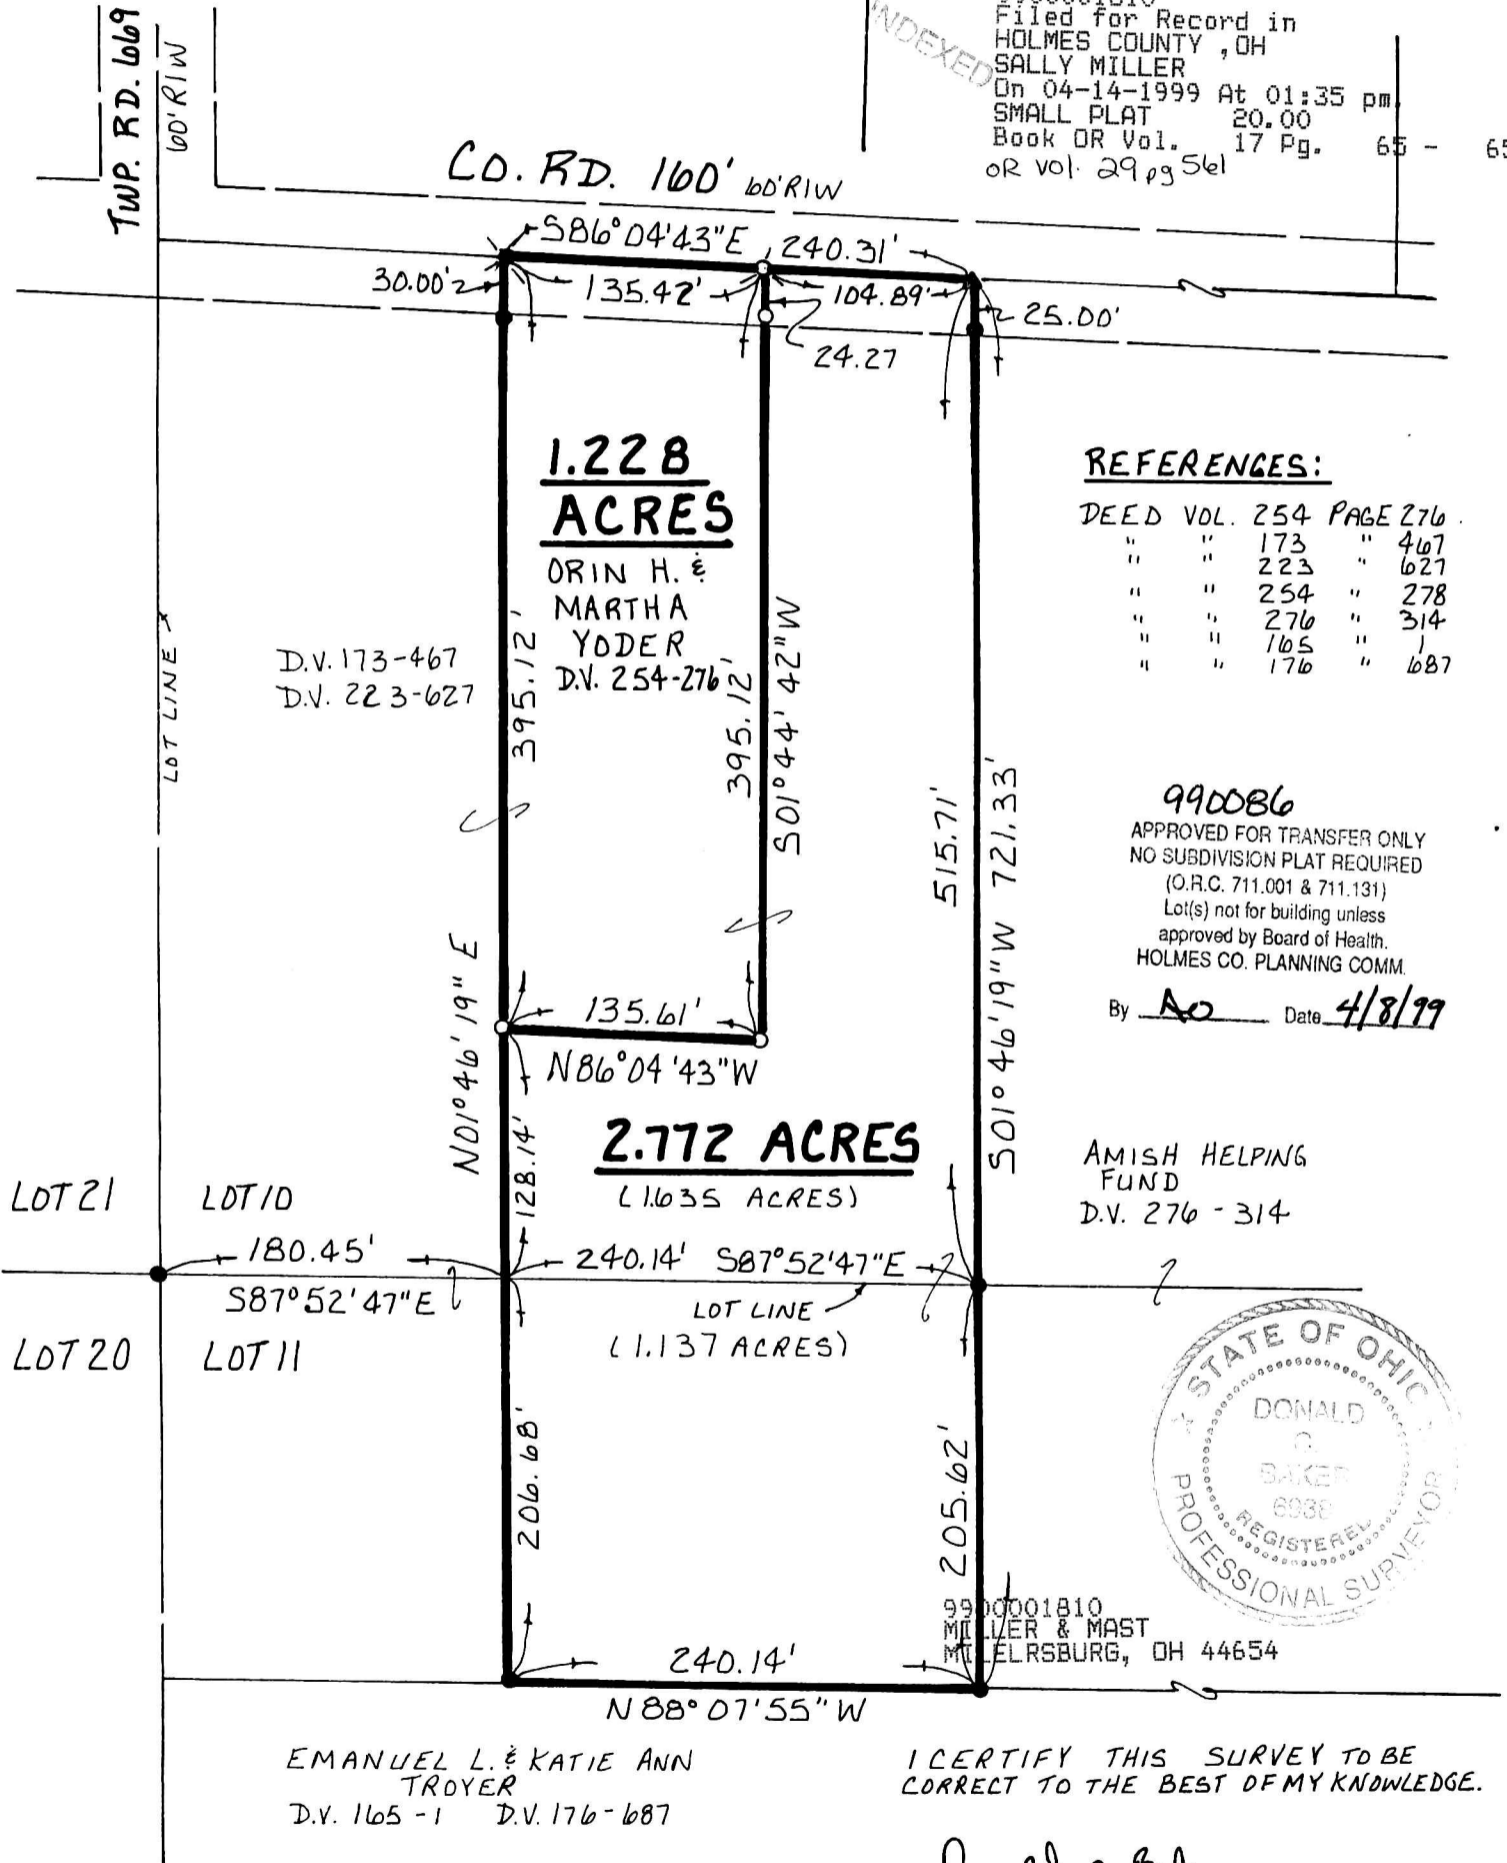 INDEXED
Filed for Record in
HOLMES COUNTY ,OH
SALLY MILLER
On 04-14-1999 At 01:35 pm
SMALL PLAT 20.00
Book OR Vol. 17 Pg. 65 - 65
OR Vol. 29 pg 561
TWP. RD. 669
60' R/W
CO. RD. 160' 60' R/W
S86°04'43"E 240.31'
30.00'
135.42'
104.89'
25.00'
24.27
1.228
ACRES
ORIN H. &
MARTHA
YODER
D.V. 254-276
395.12'
395.12'
S01°44'42"W
D.V. 173-467
D.V. 223-627
LOT LINE
REFERENCES:
DEED VOL. 254 PAGE 276
" " 173 " 467
" " 223 " 627
" " 254 " 278
" " 276 " 314
" " 165 " 1
" " 176 " 687
990086
APPROVED FOR TRANSFER ONLY
NO SUBDIVISION PLAT REQUIRED
(O.R.C. 711.001 & 711.131)
Lot(s) not for building unless
approved by Board of Health.
HOLMES CO. PLANNING COMM.
By AO Date 4/8/99
515.71'
S01°46'19"W 721.33'
N01°46'19" E
135.61'
N86°04'43"W
128.14'
2.772 ACRES
(1.635 ACRES)
AMISH HELPING
FUND
D.V. 276-314
LOT 21 LOT 10
180.45'
S87°52'47"E
240.14' S87°52'47"E
LOT LINE
(1.137 ACRES)
LOT 20 LOT 11
206.68'
205.62'
STATE OF OHIO
DONALD
C.
BAKER
6938
REGISTERED
PROFESSIONAL SURVEYOR
9900001810
MILLER & MAST
MILELRSBURG, OH 44654
240.14'
N88°07'55"W
EMANUEL L. & KATIE ANN
TROYER
D.V. 165-1 D.V. 176-687
I CERTIFY THIS SURVEY TO BE
CORRECT TO THE BEST OF MY KNOWLEDGE.